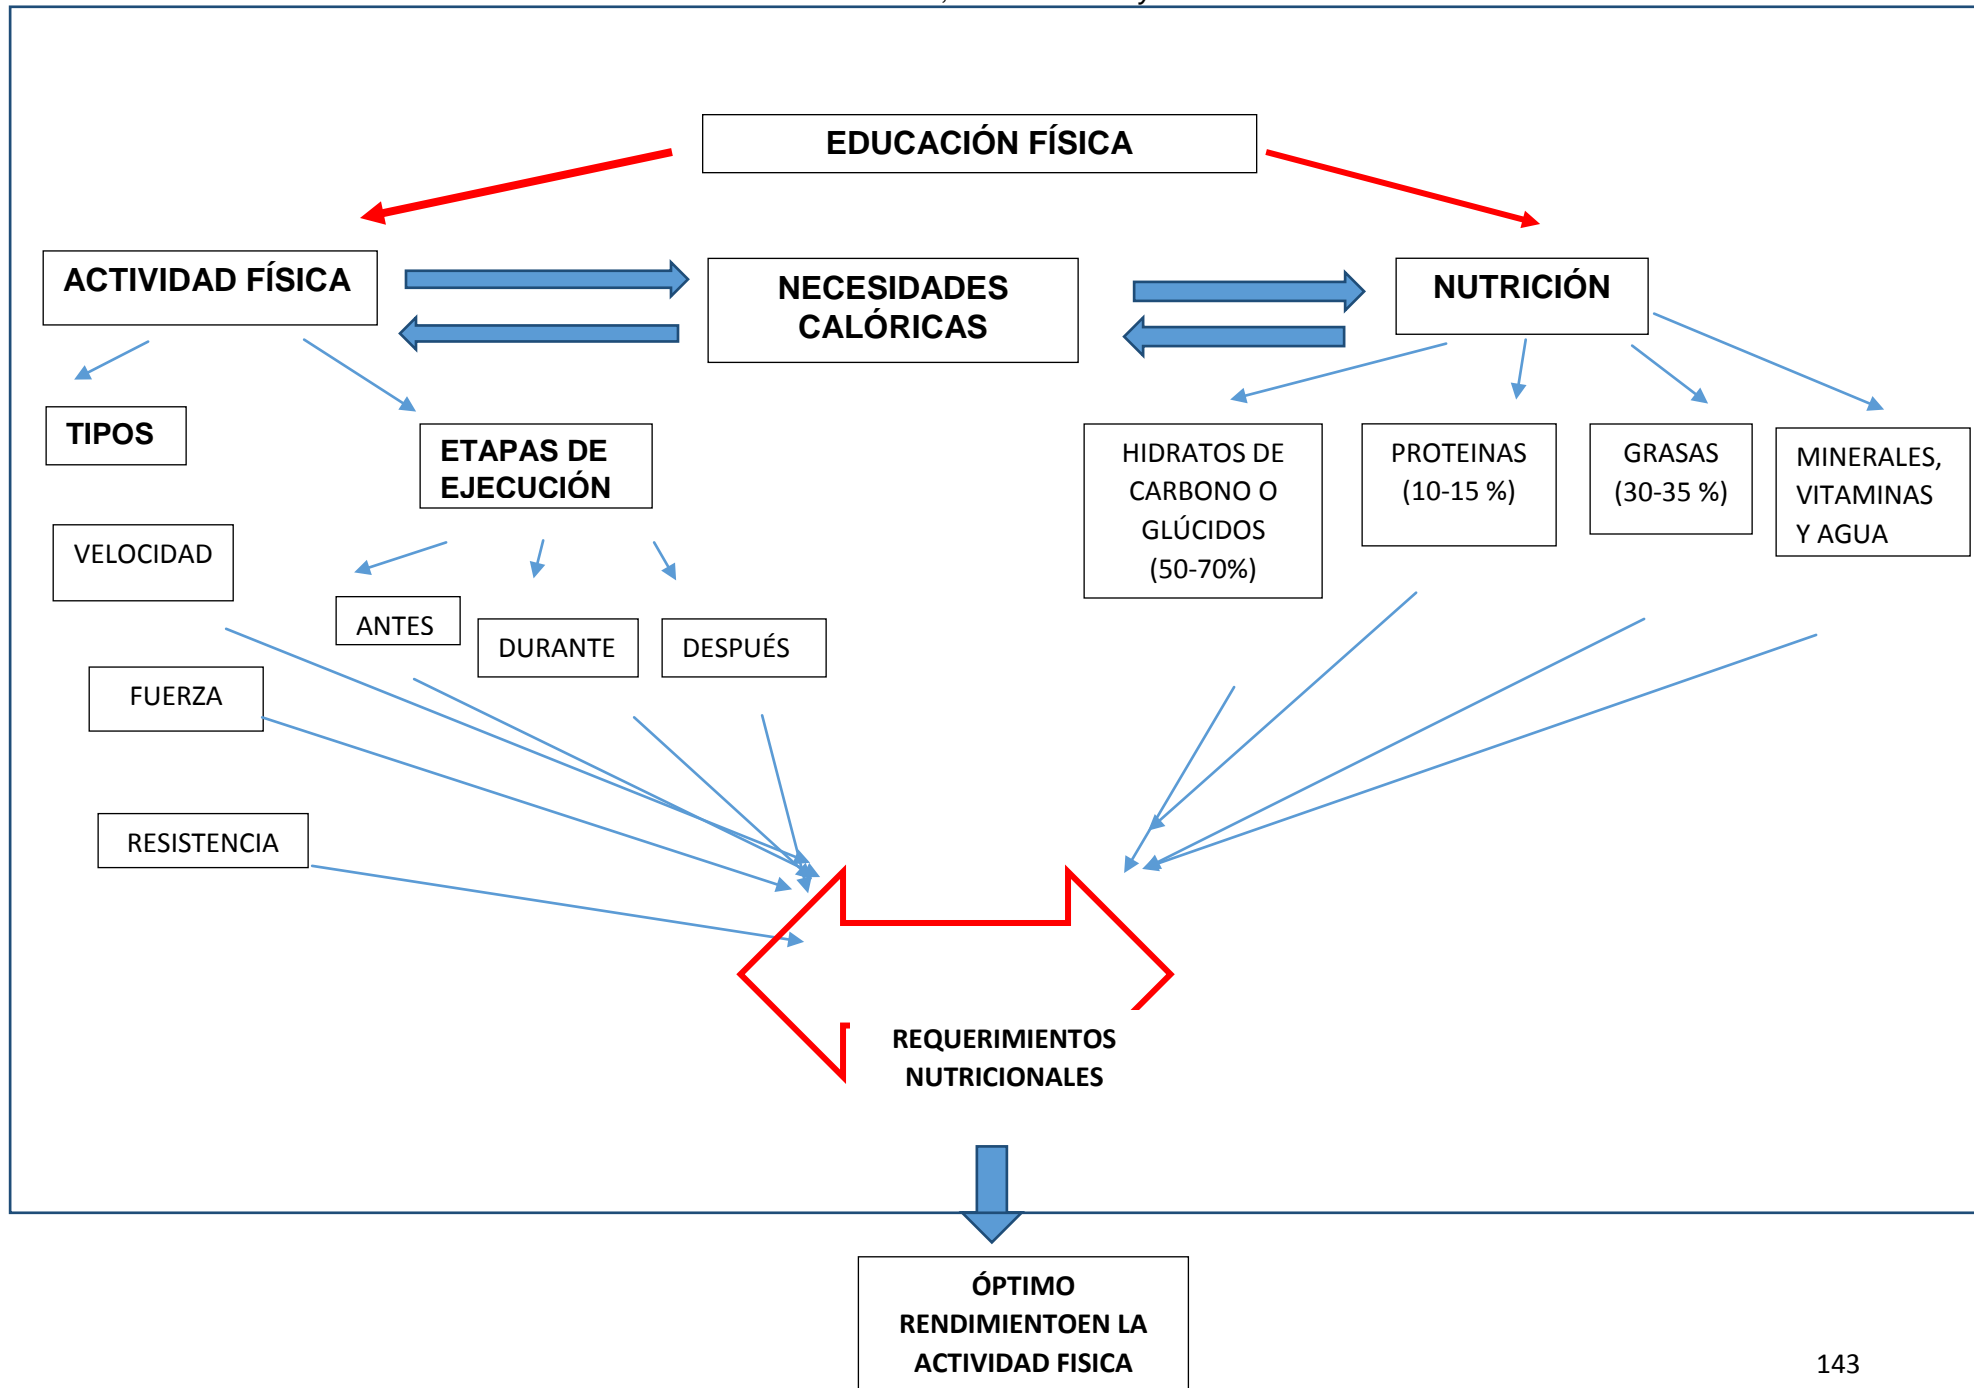 EDUCACIÓN FÍSICA
ACTIVIDAD FÍSICA
NECESIDADES
CALÓRICAS
NUTRICIÓN
TIPOS
ETAPAS DE
EJECUCIÓN
HIDRATOS DE
CARBONO O
GLÚCIDOS
(50-70%)
PROTEINAS
(10-15 %)
GRASAS
(30-35 %)
MINERALES,
VITAMINAS
Y AGUA
VELOCIDAD
ANTES
DURANTE
DESPUÉS
FUERZA
RESISTENCIA
REQUERIMIENTOS
NUTRICIONALES
ÓPTIMO
RENDIMIENTOEN LA
ACTIVIDAD FISICA
143